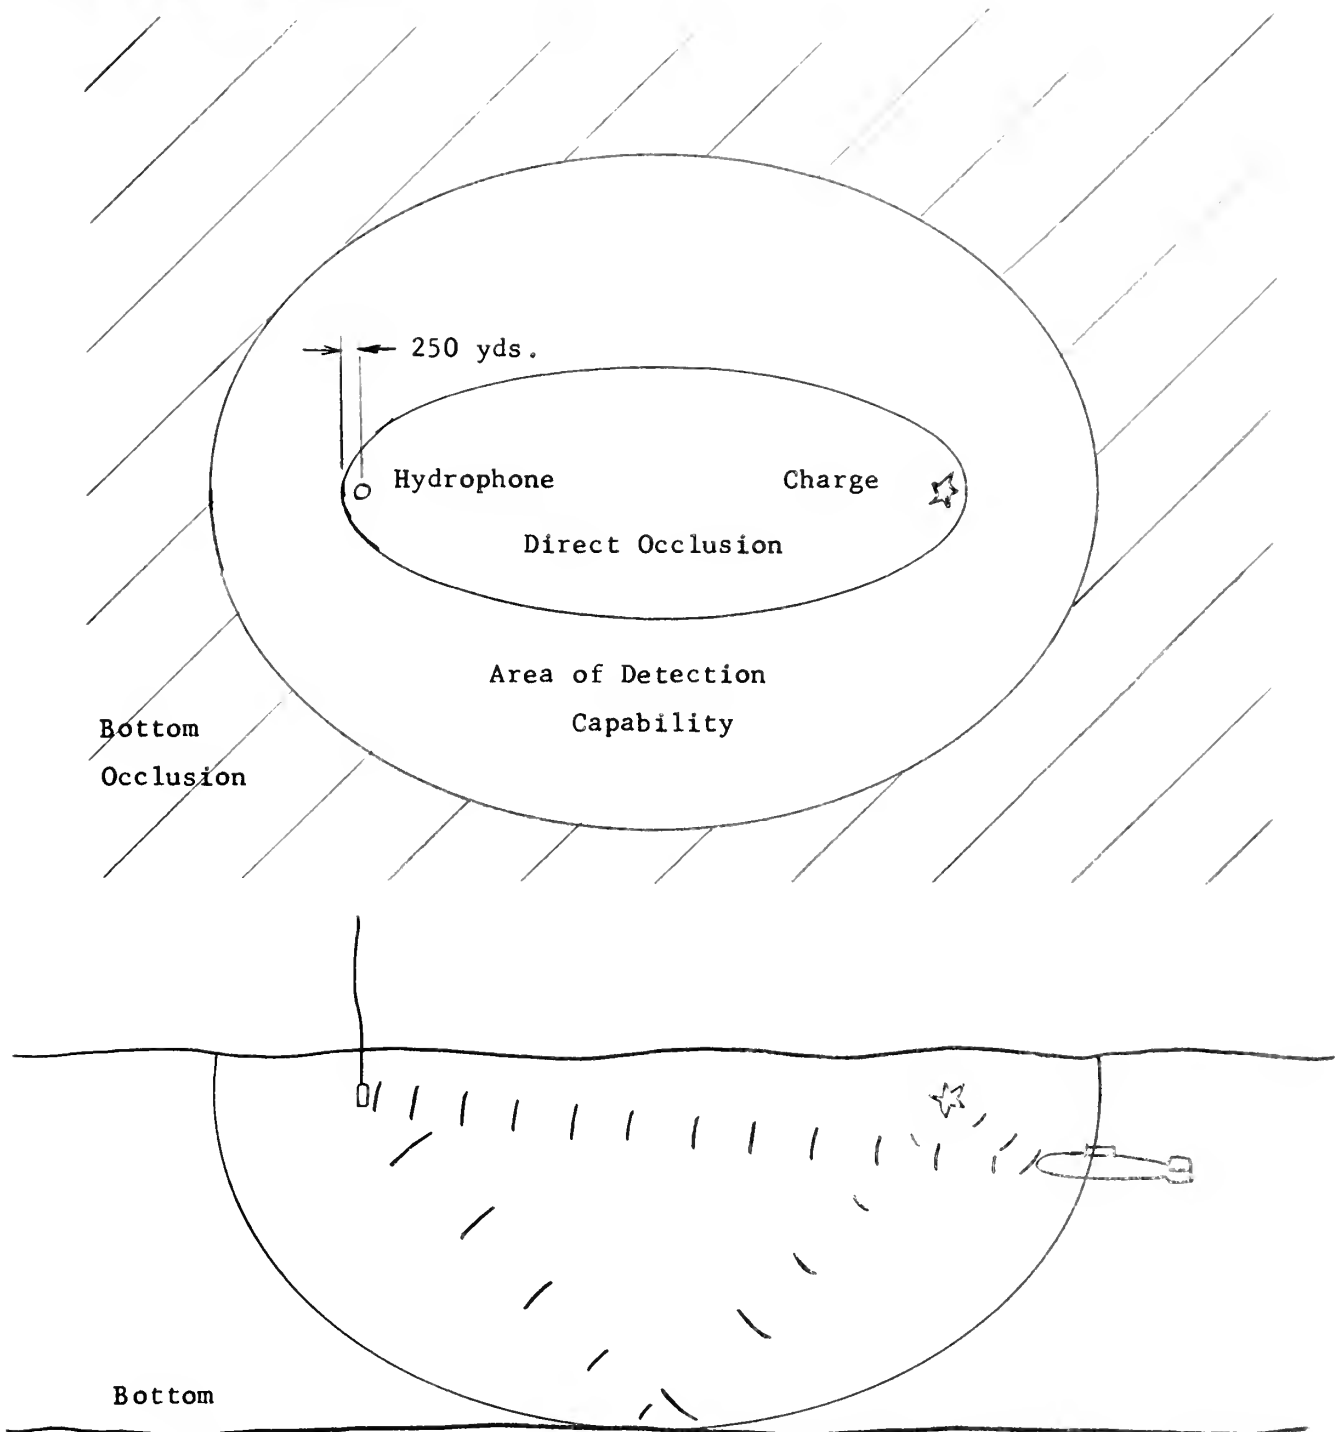 250 yds.
Hydrophone
Charge
Direct Occlusion
Area of Detection
Capability
Bottom
Occlusion
Bottom